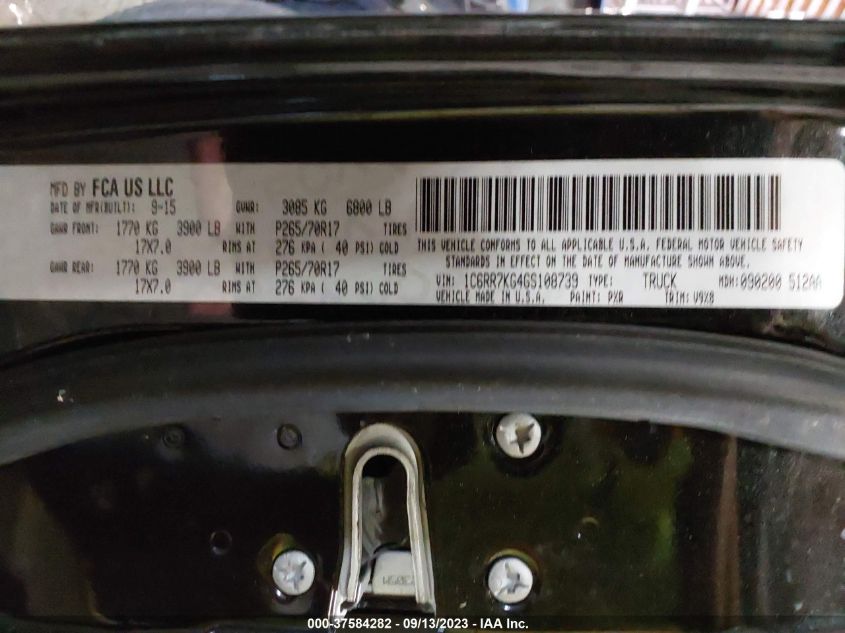 MFD BY FCA US LLC
DATE OF MFR(BUILT): 9-15 GVWR: 3085 KG 6800 LB
GAWR FRONT: 1770 KG 3900 LB WITH P265/70R17 TIRES
17X7.0 RIMS AT 276 KPA ( 40 PSI) COLD
GAWR REAR: 1770 KG 3900 LB WITH P265/70R17 TIRES
17X7.0 RIMS AT 276 KPA ( 40 PSI) COLD
THIS VEHICLE CONFORMS TO ALL APPLICABLE U.S.A. FEDERAL MOTOR VEHICLE SAFETY
STANDARDS IN EFFECT ON THE DATE OF MANUFACTURE SHOWN ABOVE.
VIN: 1C6RR7KG4GS108739 TYPE: TRUCK MDH: 090200 512AA
VEHICLE MADE IN U.S.A. PAINT: PXR TRIM: V9X8
000-37584282 - 09/13/2023 - IAA Inc.